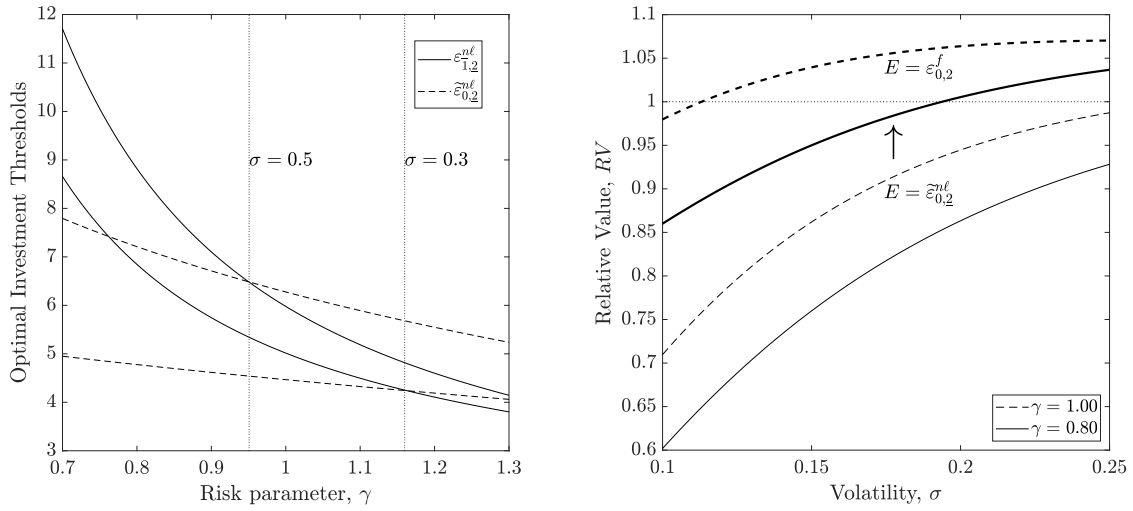 12
11
10
9
8
7
6
5
4
3
0.7
0.8
0.9
1
1.1
1.2
1.3
Optimal Investment Thresholds
Risk parameter, γ
ε^{nℓ}_{1̅,2̲}
ε̃^{nℓ}_{0,2̲}
σ = 0.5
σ = 0.3
1.1
1.05
1
0.95
0.9
0.85
0.8
0.75
0.7
0.65
0.6
0.1
0.15
0.2
0.25
Relative Value, RV
Volatility, σ
E = ε^{f}_{0,2}
E = ε̃^{nℓ}_{0,2̲}
γ = 1.00
γ = 0.80